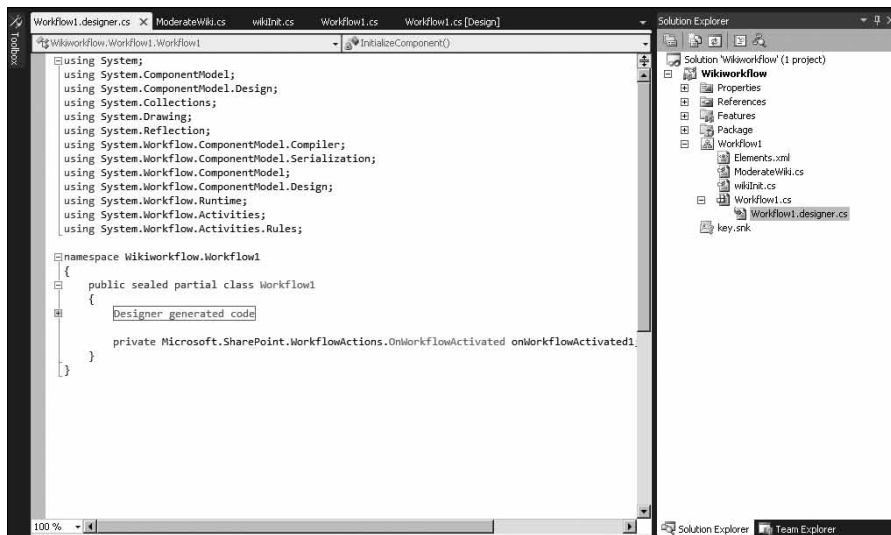 Workflow1.designer.cs ModerateWiki.cs wikiInit.cs Workflow1.cs Workflow1.cs [Design]
Toolbox
Wikiworkflow.Workflow1.Workflow1 InitializeComponent()
using System;
using System.ComponentModel;
using System.ComponentModel.Design;
using System.Collections;
using System.Drawing;
using System.Reflection;
using System.Workflow.ComponentModel.Compiler;
using System.Workflow.ComponentModel.Serialization;
using System.Workflow.ComponentModel;
using System.Workflow.ComponentModel.Design;
using System.Workflow.Runtime;
using System.Workflow.Activities;
using System.Workflow.Activities.Rules;
namespace Wikiworkflow.Workflow1
{
public sealed partial class Workflow1
{
Designer generated code
private Microsoft.SharePoint.WorkflowActions.OnWorkflowActivated onWorkflowActivated1;
}
}
100 %
Solution Explorer
Solution 'Wikiworkflow' (1 project)
Wikiworkflow
Properties
References
Features
Package
Workflow1
Elements.xml
ModerateWiki.cs
wikiInit.cs
Workflow1.cs
Workflow1.designer.cs
key.snk
Solution Explorer Team Explorer